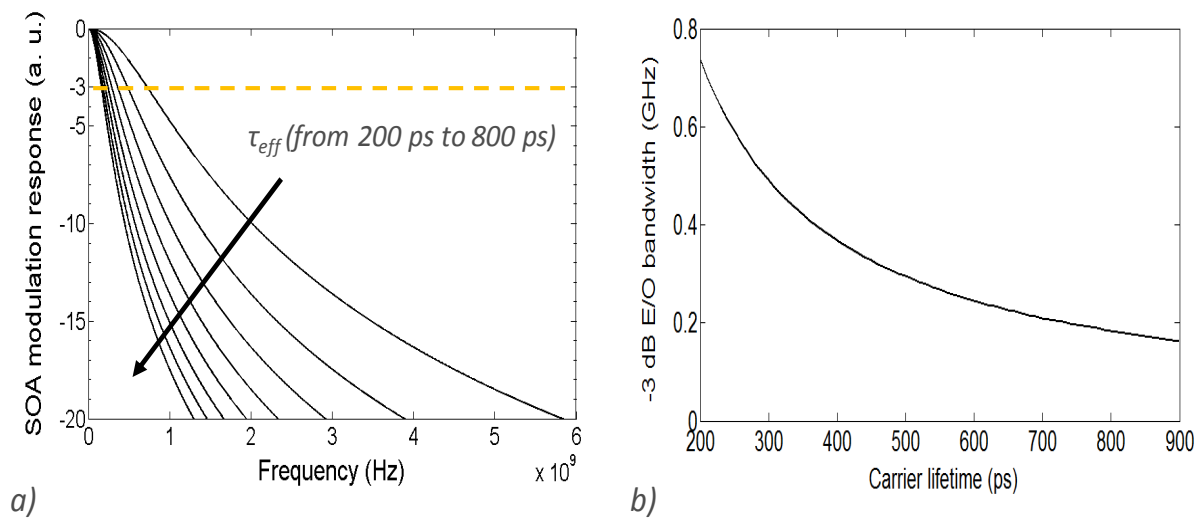 SOA modulation response (a. u.)
0
-3
-5
-10
-15
-20
τeff (from 200 ps to 800 ps)
0 1 2 3 4 5 6
Frequency (Hz)
x 10^9
a)
-3 dB E/O bandwidth (GHz)
0.8
0.6
0.4
0.2
0
200 300 400 500 600 700 800 900
Carrier lifetime (ps)
b)